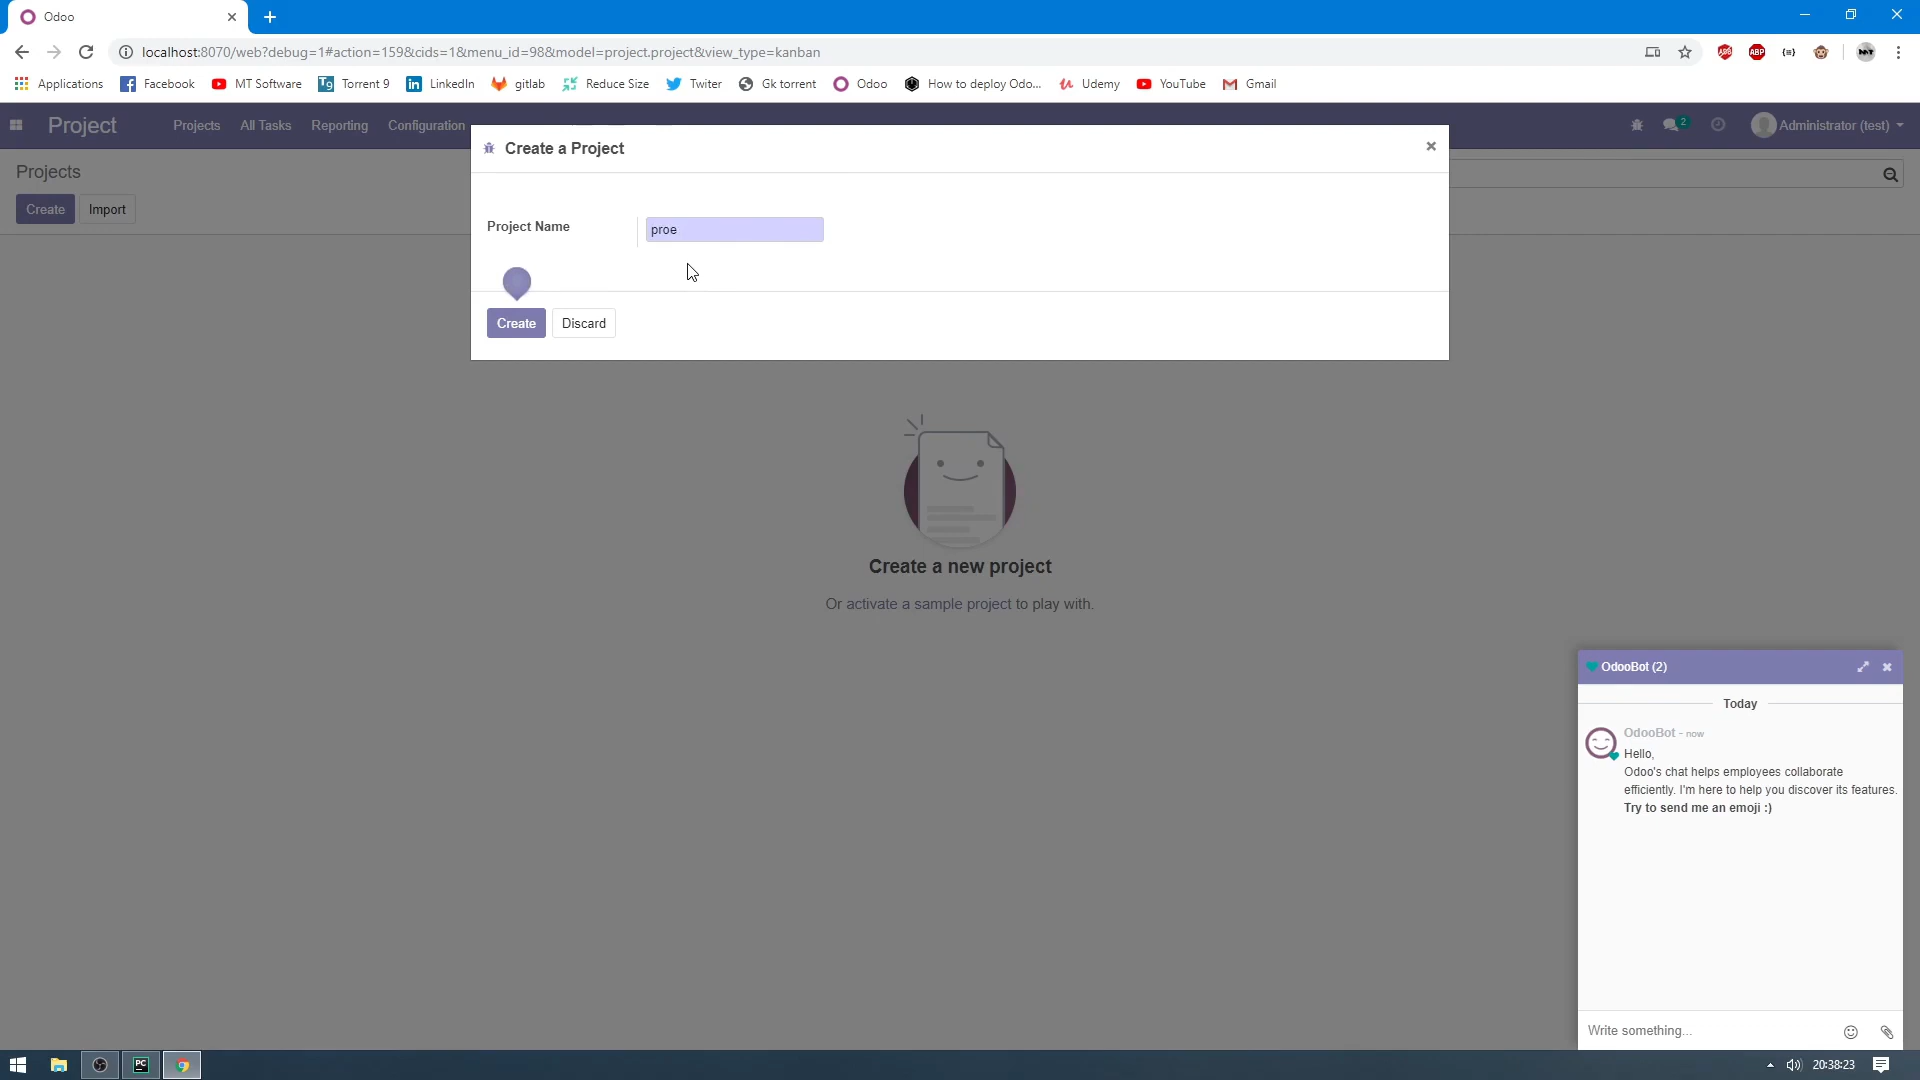 Odoo
localhost:8070/web?debug=1#action=159&cids=1&menu_id=98&model=project.project&view_type=kanban
Applications Facebook MT Software Torrent 9 LinkedIn gitlab Reduce Size Twiter Gk torrent Odoo How to deploy Odo... Udemy YouTube Gmail
Project Projects All Tasks Reporting Configuration 2 Administrator (test)
Create a Project
Projects
Create Import
Project Name proe
Create Discard
Create a new project
Or activate a sample project to play with.
OdooBot (2)
Today
OdooBot - now
Hello,
Odoo's chat helps employees collaborate
efficiently. I'm here to help you discover its features.
Try to send me an emoji :)
Write something...
20:38:23